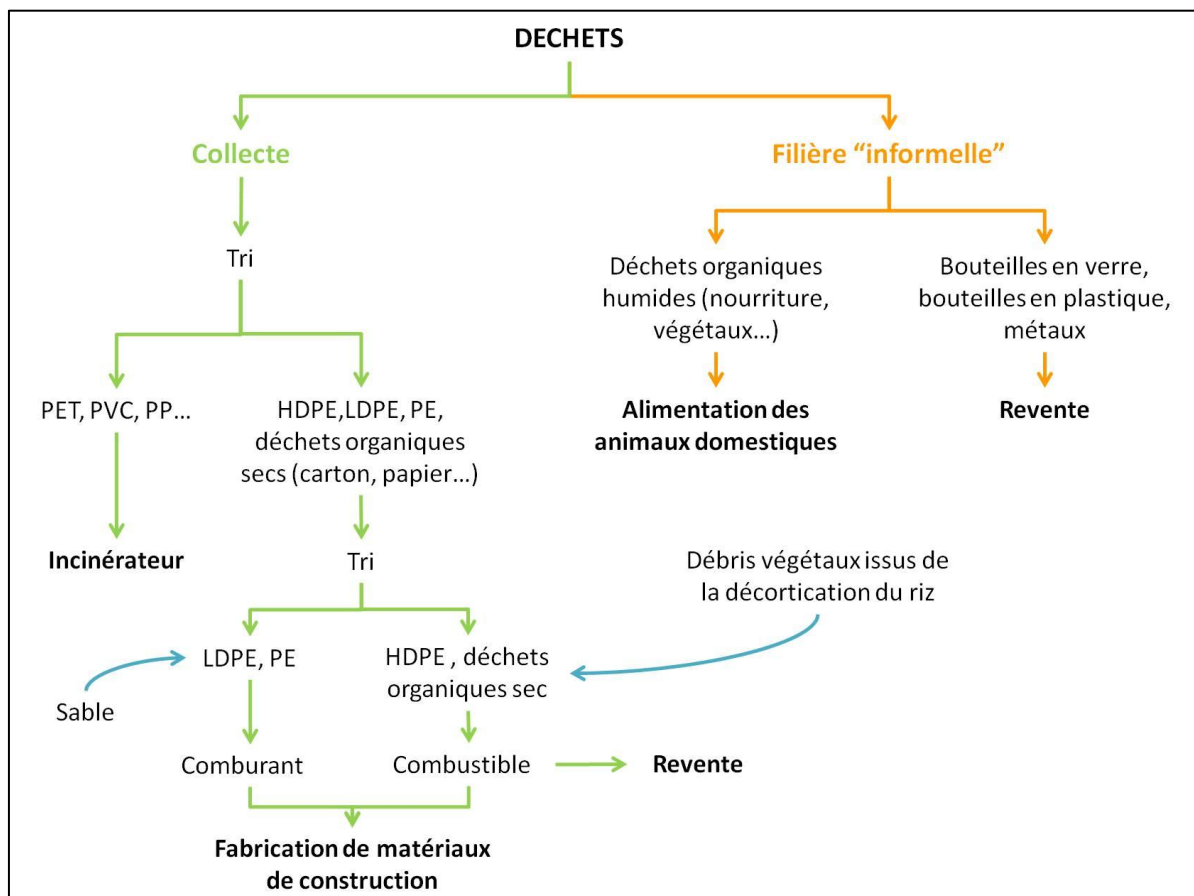 DECHETS
Collecte
Filière “informelle”
Tri
Déchets organiques
humides (nourriture,
végétaux…)
Bouteilles en verre,
bouteilles en plastique,
métaux
PET, PVC, PP…
HDPE,LDPE, PE,
déchets organiques
secs (carton, papier…)
Alimentation des
animaux domestiques
Revente
Incinérateur
Tri
Débris végétaux issus de
la décortication du riz
LDPE, PE
HDPE , déchets
organiques sec
Sable
Comburant
Combustible
Revente
Fabrication de matériaux
de construction